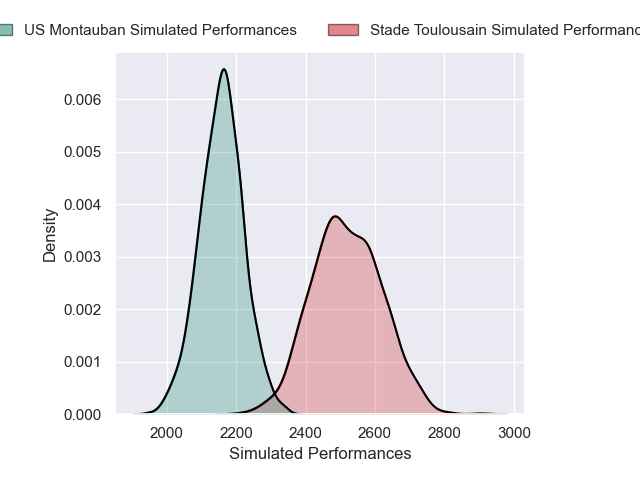 US Montauban Simulated Performances Stade Toulousain Simulated Performanc
0.006
0.005
0.004
0.003
0.002
0.001
0.000
Density
2000 2200 2400 2600 2800 3000
Simulated Performances